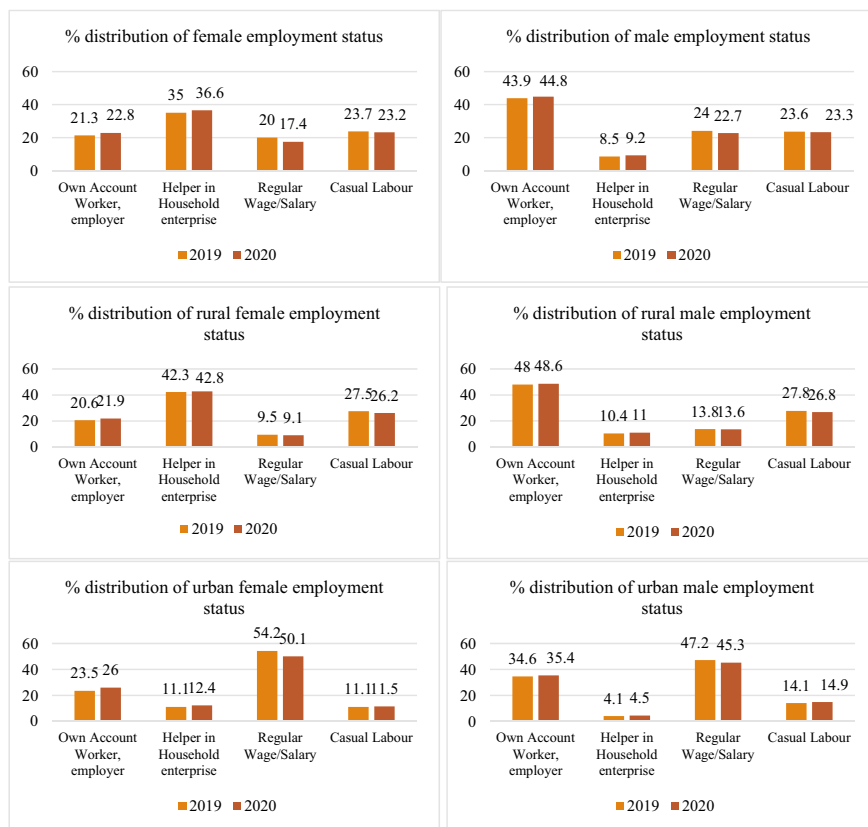 % distribution of female employment status
60
40
20
0
21.3 22.8
35 36.6
20 17.4
23.7 23.2
Own Account
Worker,
employer
Helper in
Household
enterprise
Regular
Wage/Salary
Casual Labour
2019 2020
% distribution of male employment status
60
40
20
0
43.9 44.8
8.5 9.2
24 22.7
23.6 23.3
Own Account
Worker,
employer
Helper in
Household
enterprise
Regular
Wage/Salary
Casual Labour
2019 2020
% distribution of rural female employment
status
60
40
20
0
20.6 21.9
42.3 42.8
9.5 9.1
27.5 26.2
Own Account
Worker,
employer
Helper in
Household
enterprise
Regular
Wage/Salary
Casual Labour
2019 2020
% distribution of rural male employment
status
60
40
20
0
48 48.6
10.4 11
13.8 13.6
27.8 26.8
Own Account
Worker,
employer
Helper in
Household
enterprise
Regular
Wage/Salary
Casual Labour
2019 2020
% distribution of urban female employment
status
60
40
20
0
23.5 26
11.1 12.4
54.2 50.1
11.1 11.5
Own Account
Worker,
employer
Helper in
Household
enterprise
Regular
Wage/Salary
Casual Labour
2019 2020
% distribution of urban male employment
status
60
40
20
0
34.6 35.4
4.1 4.5
47.2 45.3
14.1 14.9
Own Account
Worker,
employer
Helper in
Household
enterprise
Regular
Wage/Salary
Casual Labour
2019 2020